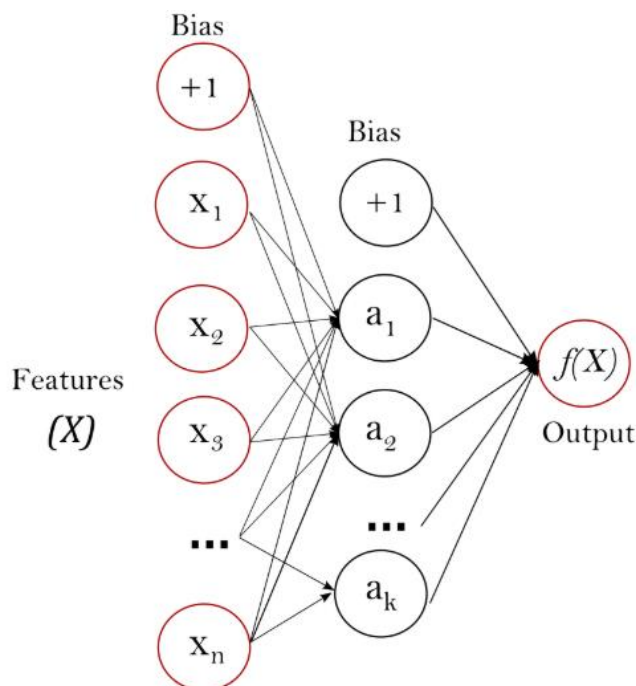 Bias
+1
x₁
x₂
x₃
...
xₙ
Features
(X)
Bias
+1
a₁
a₂
...
aₖ
f(X)
Output